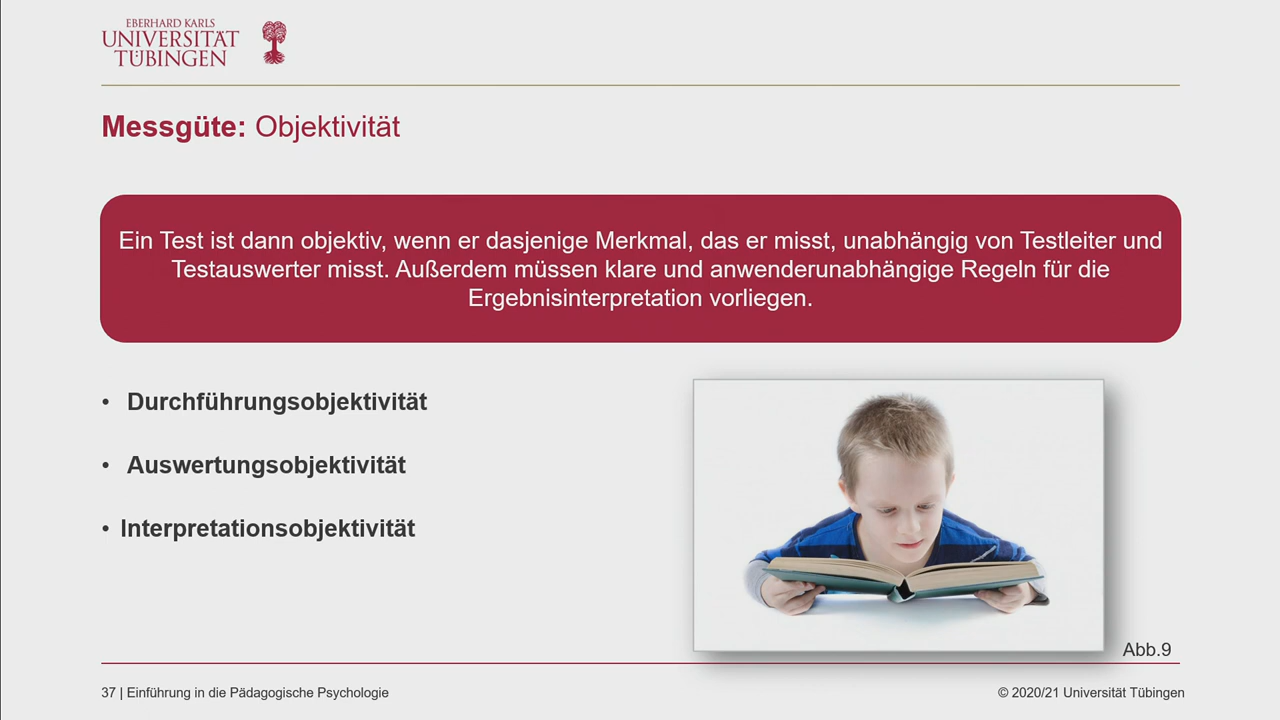 EBERHARD KARLS
UNIVERSITÄT
TÜBINGEN
Messgüte: Objektivität
Ein Test ist dann objektiv, wenn er dasjenige Merkmal, das er misst, unabhängig von Testleiter und
Testauswerter misst. Außerdem müssen klare und anwenderunabhängige Regeln für die
Ergebnisinterpretation vorliegen.
• Durchführungsobjektivität
• Auswertungsobjektivität
• Interpretationsobjektivität
Abb.9
37 | Einführung in die Pädagogische Psychologie
© 2020/21 Universität Tübingen